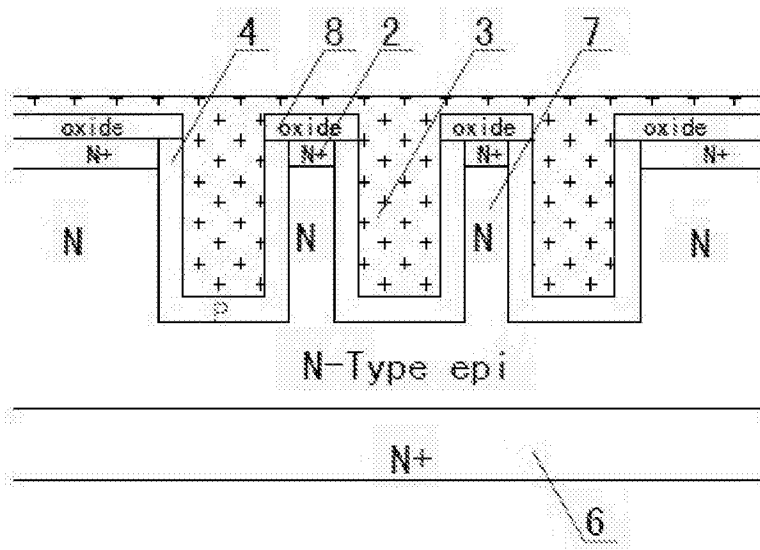 4 8 2 3 7
oxide oxide oxide oxide
N+ N+ N+ N+
N N N N
P
N-Type epi
N+
6